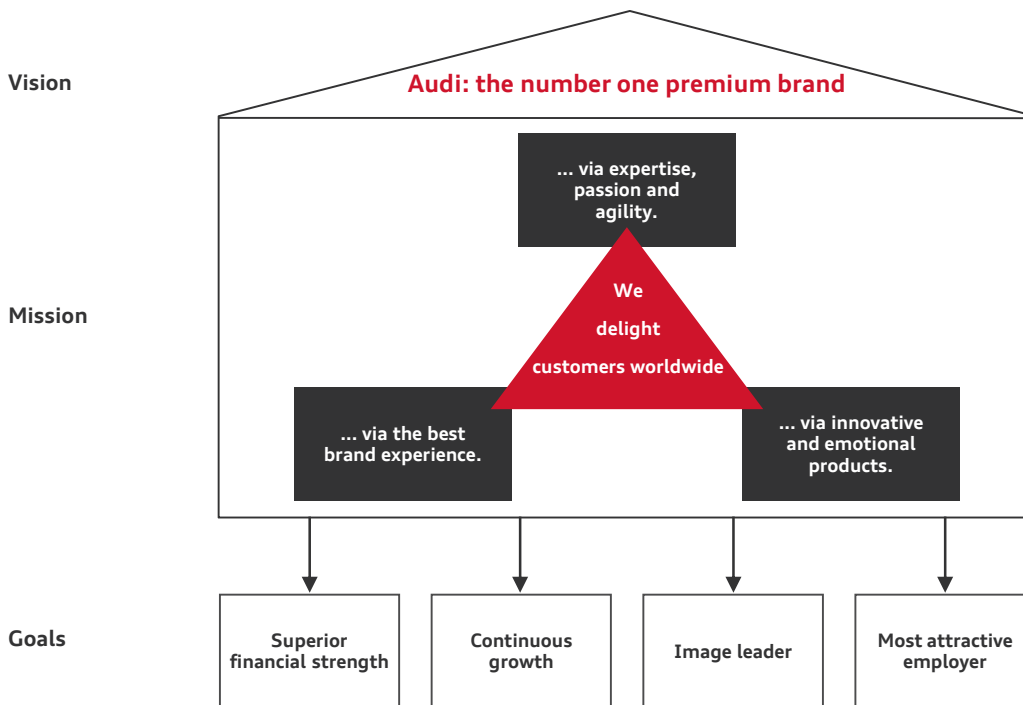 Vision
Audi: the number one premium brand
... via expertise,
passion and
agility.
Mission
We
delight
customers worldwide
... via the best
brand experience.
... via innovative
and emotional
products.
Goals
Superior
financial strength
Continuous
growth
Image leader
Most attractive
employer